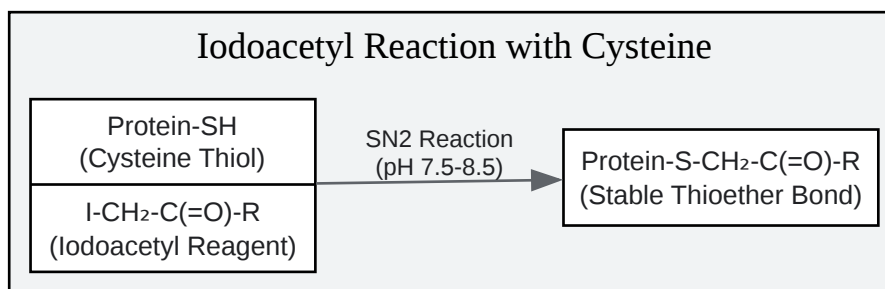 Iodoacetyl Reaction with Cysteine
Protein-SH
(Cysteine Thiol)
I-CH₂-C(=O)-R
(Iodoacetyl Reagent)
SN2 Reaction
(pH 7.5-8.5)
Protein-S-CH₂-C(=O)-R
(Stable Thioether Bond)